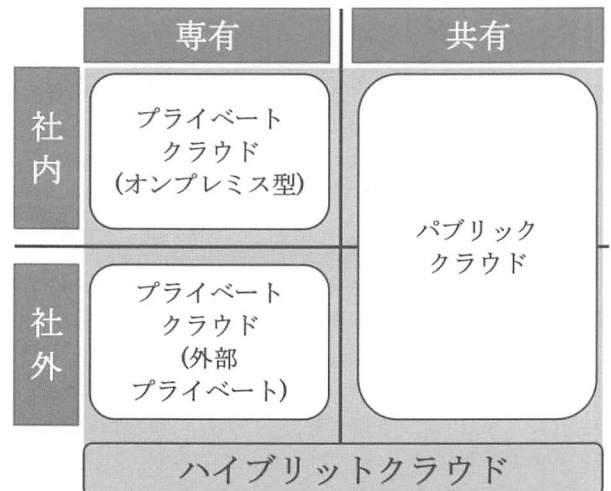 専有
共有
社内
プライベート
クラウド
(オンプレミス型)
パブリック
クラウド
社外
プライベート
クラウド
(外部
プライベート)
ハイブリットクラウド